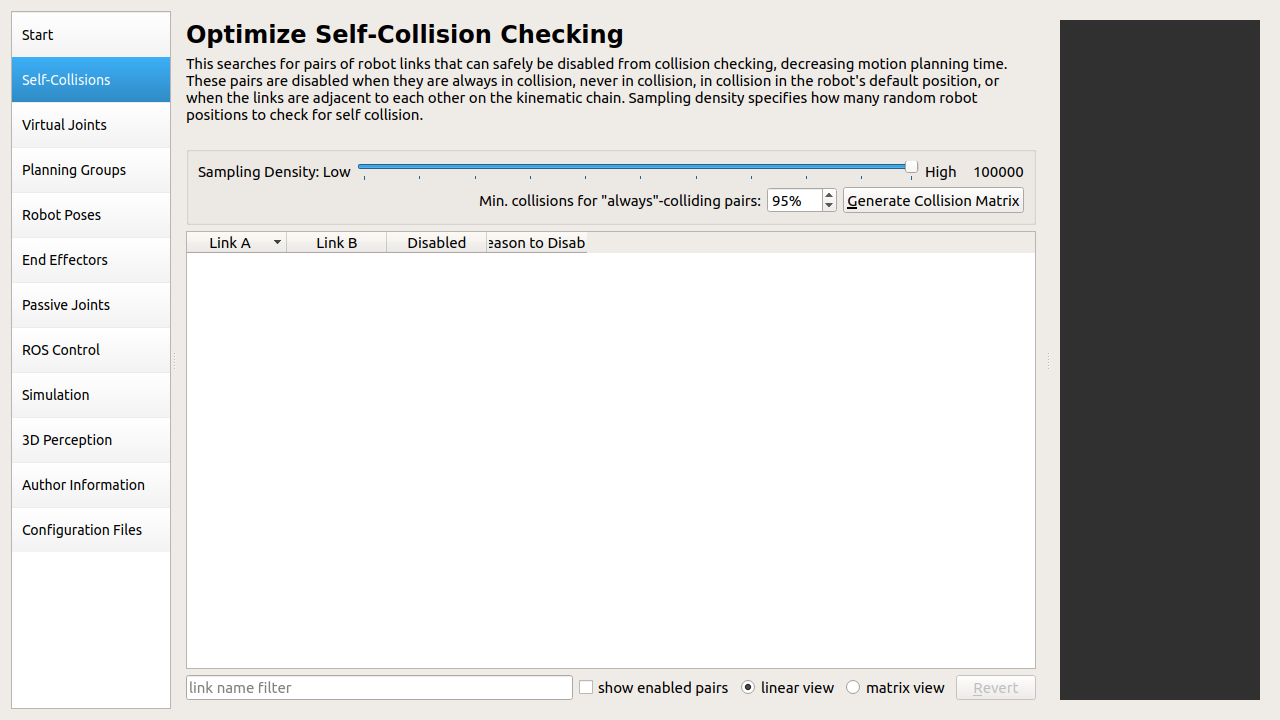 Start
Self-Collisions
Virtual Joints
Planning Groups
Robot Poses
End Effectors
Passive Joints
ROS Control
Simulation
3D Perception
Author Information
Configuration Files
Optimize Self-Collision Checking
This searches for pairs of robot links that can safely be disabled from collision checking, decreasing motion planning time.
These pairs are disabled when they are always in collision, never in collision, in collision in the robot's default position, or
when the links are adjacent to each other on the kinematic chain. Sampling density specifies how many random robot
positions to check for self collision.
Sampling Density: Low High 100000
Min. collisions for "always"-colliding pairs: 95% Generate Collision Matrix
Link A Link B Disabled eason to Disab
link name filter show enabled pairs linear view matrix view Revert